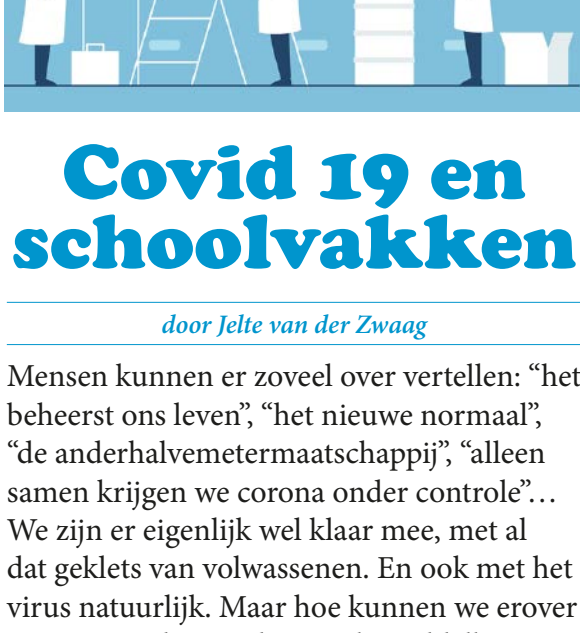 Covid 19 en
schoolvakken
door Jelte van der Zwaag
Mensen kunnen er zoveel over vertellen: “het
beheerst ons leven”, “het nieuwe normaal”,
“de anderhalvemetermaatschappij”, “alleen
samen krijgen we corona onder controle”…
We zijn er eigenlijk wel klaar mee, met al
dat geklets van volwassenen. En ook met het
virus natuurlijk. Maar hoe kunnen we erover